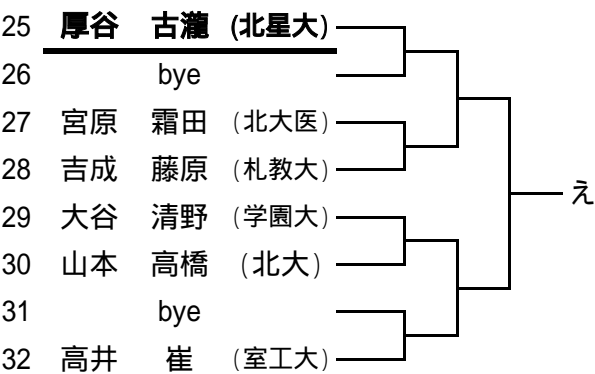 25 厚谷 古瀧 (北星大)
26 bye
27 宮原 霜田 (北大医)
28 吉成 藤原 (札教大)
29 大谷 清野 (学園大)
30 山本 高橋 (北大)
31 bye
32 高井 崔 (室工大)
え